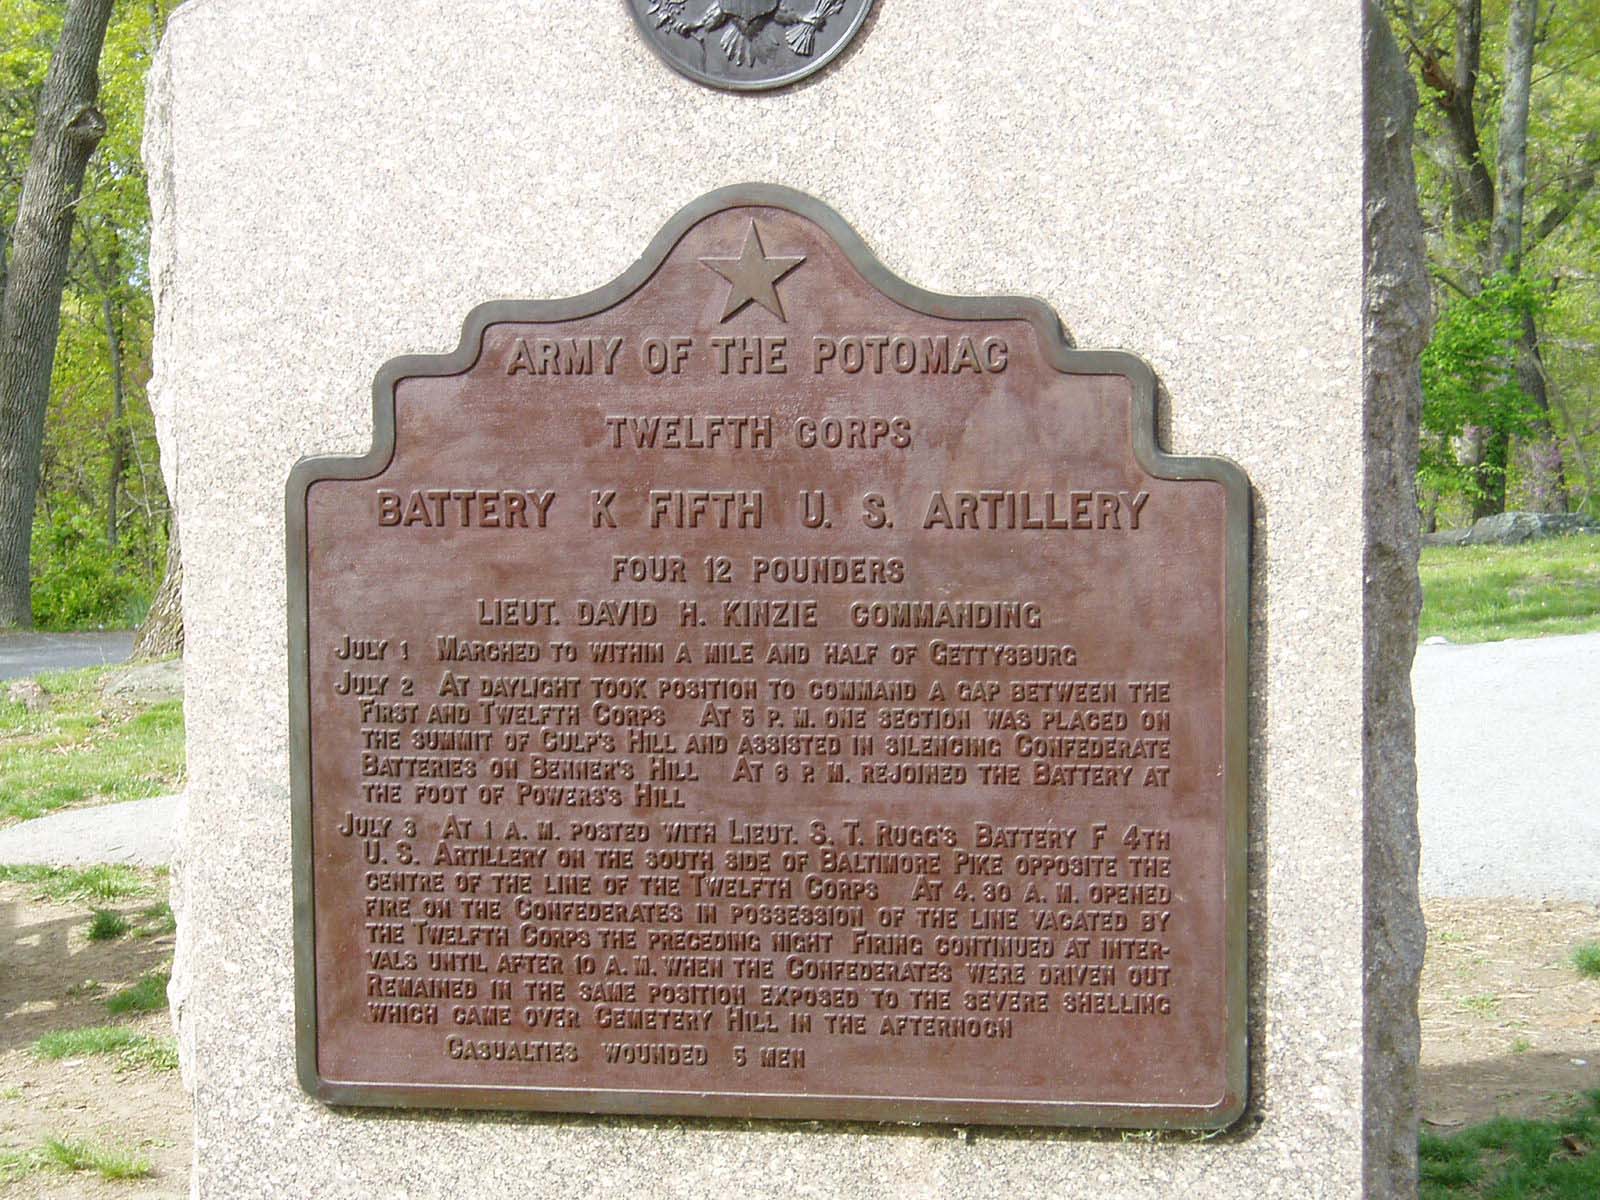 ARMY OF THE POTOMAC
TWELFTH CORPS
BATTERY K FIFTH U. S. ARTILLERY
FOUR 12 POUNDERS
LIEUT. DAVID H. KINZIE COMMANDING
JULY 1 MARCHED TO WITHIN A MILE AND HALF OF GETTYSBURG
JULY 2 AT DAYLIGHT TOOK POSITION TO COMMAND A GAP BETWEEN THE
FIRST AND TWELFTH CORPS AT 5 P. M. ONE SECTION WAS PLACED ON
THE SUMMIT OF CULP'S HILL AND ASSISTED IN SILENCING CONFEDERATE
BATTERIES ON BENNER'S HILL AT 6 P. M. REJOINED THE BATTERY AT
THE FOOT OF POWERS'S HILL
JULY 3 AT 1 A. M. POSTED WITH LIEUT. S. T. RUGG'S BATTERY F 4TH
U. S. ARTILLERY ON THE SOUTH SIDE OF BALTIMORE PIKE OPPOSITE THE
CENTRE OF THE LINE OF THE TWELFTH CORPS AT 4.30 A. M. OPENED
FIRE ON THE CONFEDERATES IN POSSESSION OF THE LINE VACATED BY
THE TWELFTH CORPS THE PRECEDING NIGHT FIRING CONTINUED AT INTER-
VALS UNTIL AFTER 10 A. M. WHEN THE CONFEDERATES WERE DRIVEN OUT
REMAINED IN THE SAME POSITION EXPOSED TO THE SEVERE SHELLING
WHICH CAME OVER CEMETERY HILL IN THE AFTERNOON
CASUALTIES WOUNDED 5 MEN